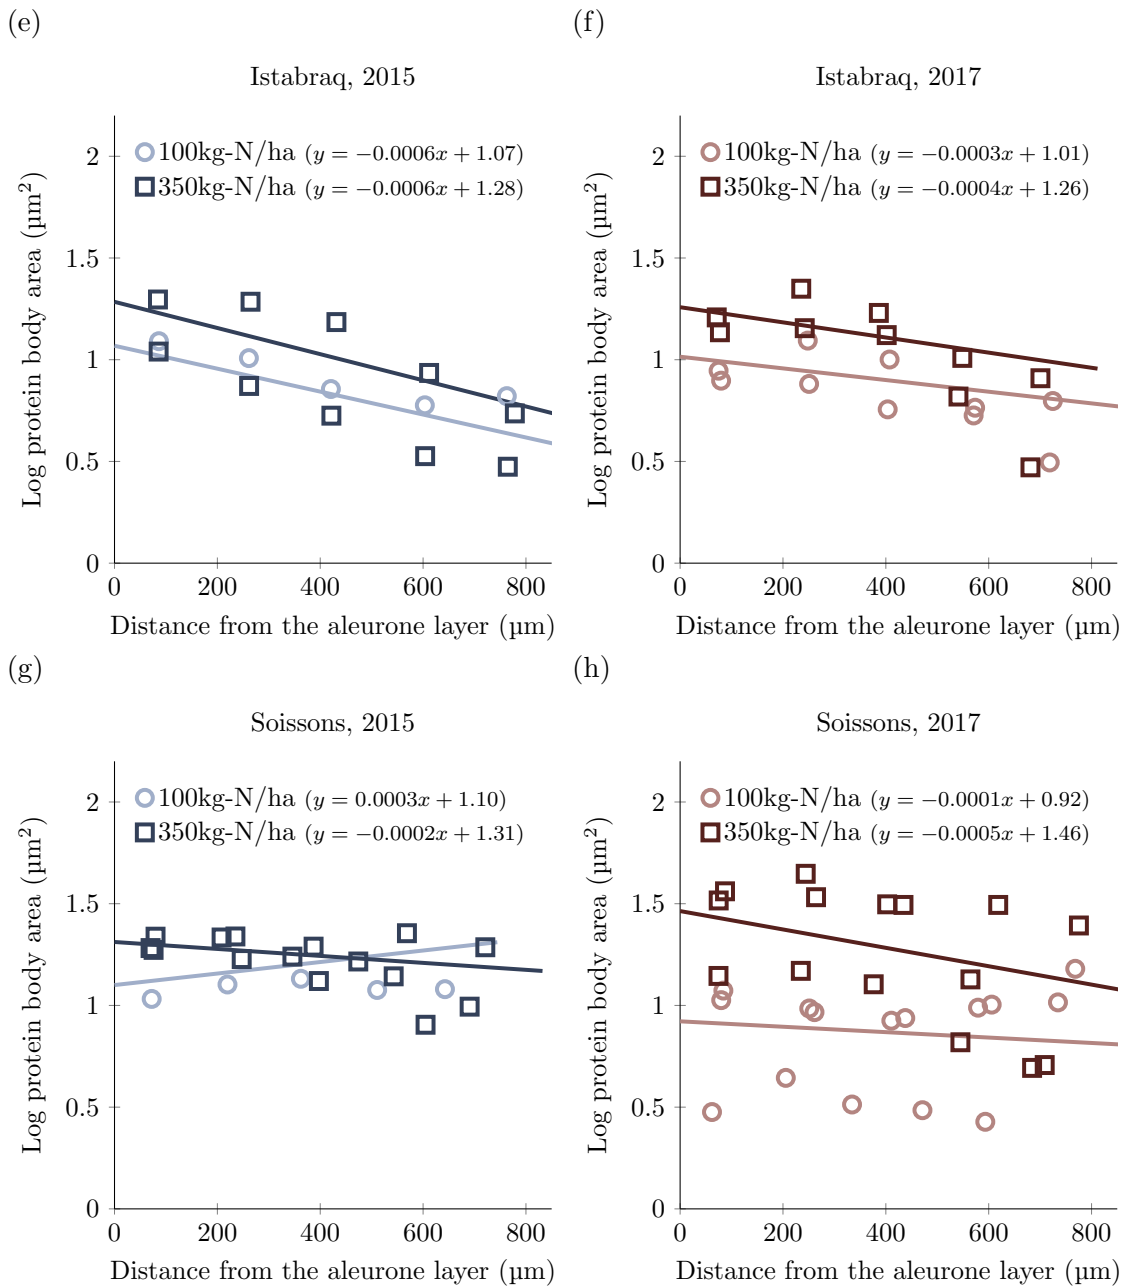 (e)
Istabraq, 2015
100kg-N/ha (y = −0.0006x + 1.07)
350kg-N/ha (y = −0.0006x + 1.28)
Log protein body area (µm²)
2
1.5
1
0.5
0
0 200 400 600 800
Distance from the aleurone layer (µm)
(f)
Istabraq, 2017
100kg-N/ha (y = −0.0003x + 1.01)
350kg-N/ha (y = −0.0004x + 1.26)
Log protein body area (µm²)
2
1.5
1
0.5
0
0 200 400 600 800
Distance from the aleurone layer (µm)
(g)
Soissons, 2015
100kg-N/ha (y = 0.0003x + 1.10)
350kg-N/ha (y = −0.0002x + 1.31)
Log protein body area (µm²)
2
1.5
1
0.5
0
0 200 400 600 800
Distance from the aleurone layer (µm)
(h)
Soissons, 2017
100kg-N/ha (y = −0.0001x + 0.92)
350kg-N/ha (y = −0.0005x + 1.46)
Log protein body area (µm²)
2
1.5
1
0.5
0
0 200 400 600 800
Distance from the aleurone layer (µm)